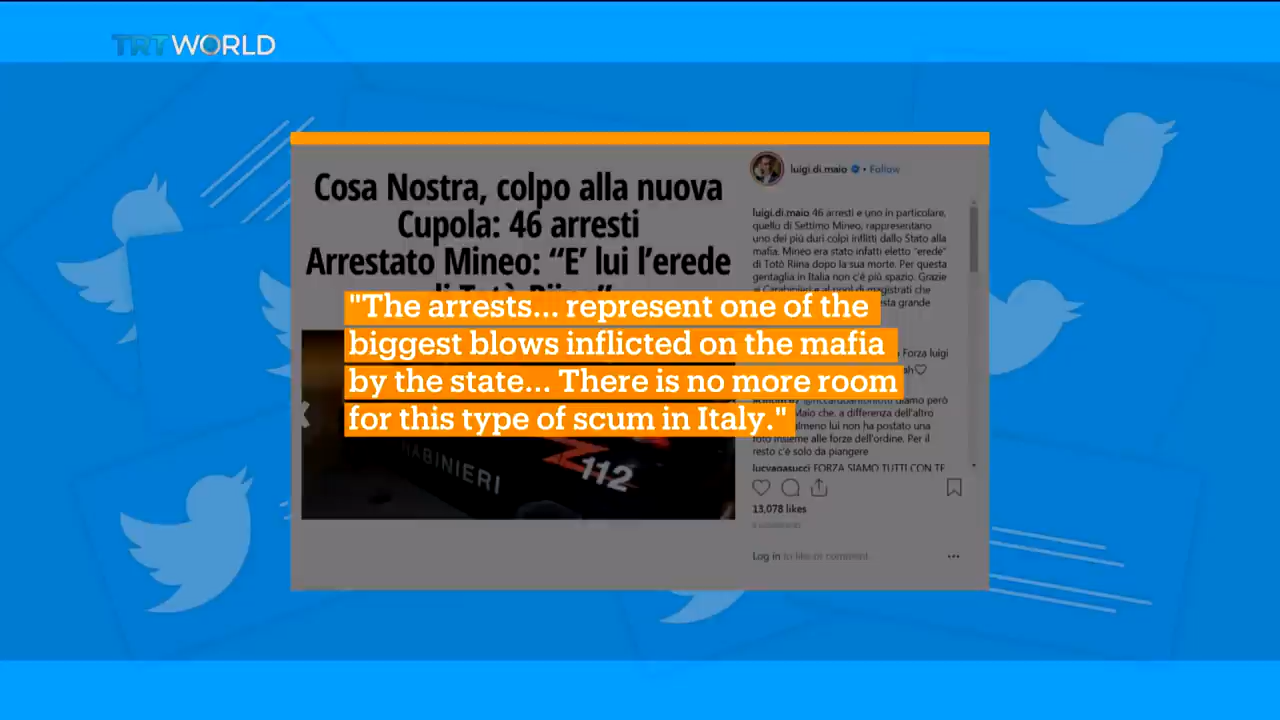 TRT WORLD
Cosa Nostra, colpo alla nuova
Cupola: 46 arresti
Arrestato Mineo: “E’ lui l’erede
di Totò Riina”
"The arrests... represent one of the
biggest blows inflicted on the mafia
by the state... There is no more room
for this type of scum in Italy."
ABINIERI
112
luigi.di.maio • Follow
luigi.di.maio 46 arresti e uno in particolare,
quello di Settimo Mineo, rappresentano
uno dei più duri colpi inflitti dallo Stato alla
mafia. Mineo era stato infatti eletto "erede"
di Totò Riina dopo la sua morte. Per questa
gentaglia in Italia non c'è più spazio. Grazie
ai Carabinieri e al pool di magistrati che
grande
Forza luigi
diamo però
Maio che, a differenza dell'altro
almeno lui non ha postato una
foto insieme alle forze dell'ordine. Per il
resto c'è solo da piangere
lucvagasucci FORZA SIAMO TUTTI CON TE
13,078 likes
Log in to like or comment.